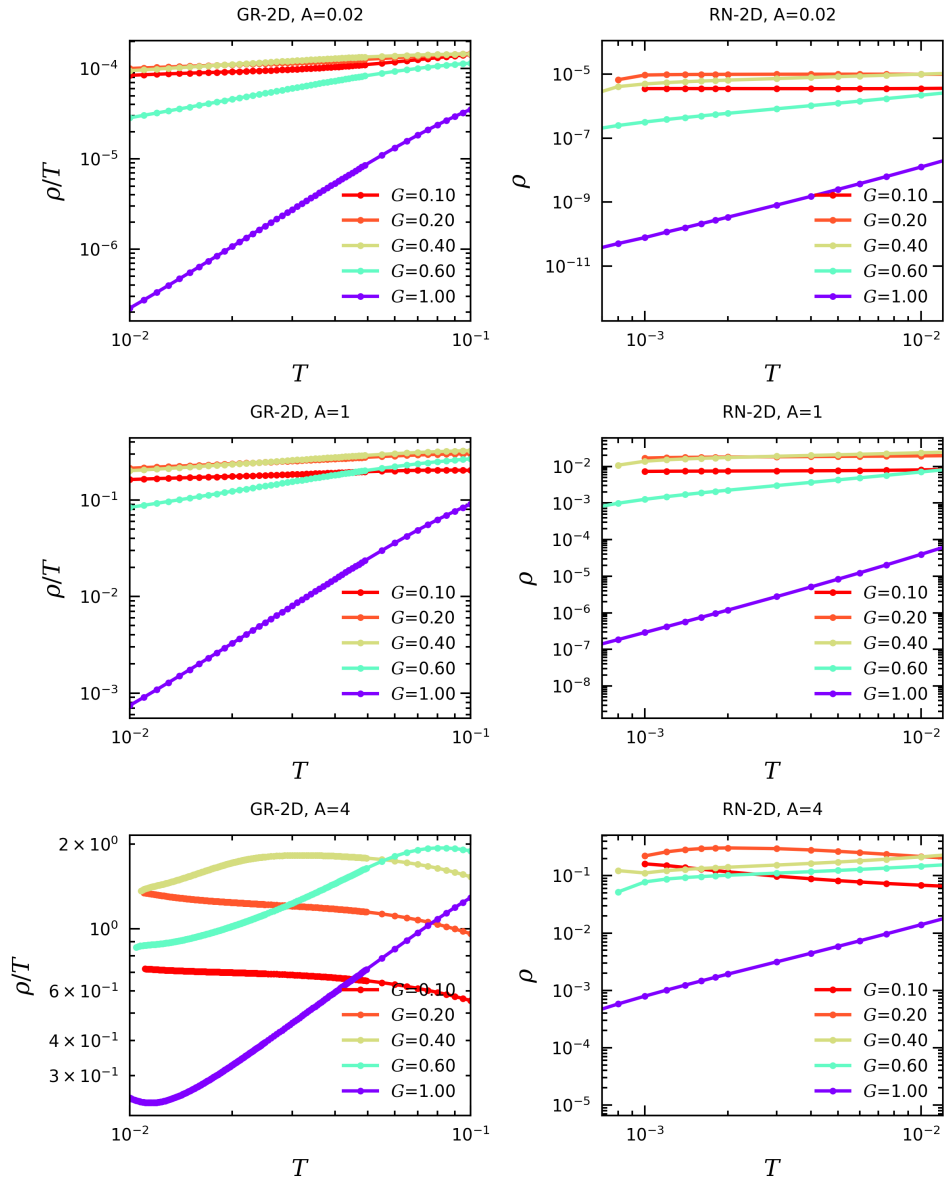 GR-2D, A=0.02
10⁻⁴
10⁻⁵
10⁻⁶
ρ/T
G=0.10
G=0.20
G=0.40
G=0.60
G=1.00
10⁻² 10⁻¹
T
RN-2D, A=0.02
10⁻⁵
10⁻⁷
10⁻⁹
10⁻¹¹
ρ
G=0.10
G=0.20
G=0.40
G=0.60
G=1.00
10⁻³ 10⁻²
T
GR-2D, A=1
10⁻¹
10⁻²
10⁻³
ρ/T
G=0.10
G=0.20
G=0.40
G=0.60
G=1.00
10⁻² 10⁻¹
T
RN-2D, A=1
10⁻²
10⁻³
10⁻⁴
10⁻⁵
10⁻⁶
10⁻⁷
10⁻⁸
ρ
G=0.10
G=0.20
G=0.40
G=0.60
G=1.00
10⁻³ 10⁻²
T
GR-2D, A=4
2 × 10⁰
10⁰
6 × 10⁻¹
4 × 10⁻¹
3 × 10⁻¹
ρ/T
G=0.10
G=0.20
G=0.40
G=0.60
G=1.00
10⁻² 10⁻¹
T
RN-2D, A=4
10⁻¹
10⁻²
10⁻³
10⁻⁴
10⁻⁵
ρ
G=0.10
G=0.20
G=0.40
G=0.60
G=1.00
10⁻³ 10⁻²
T